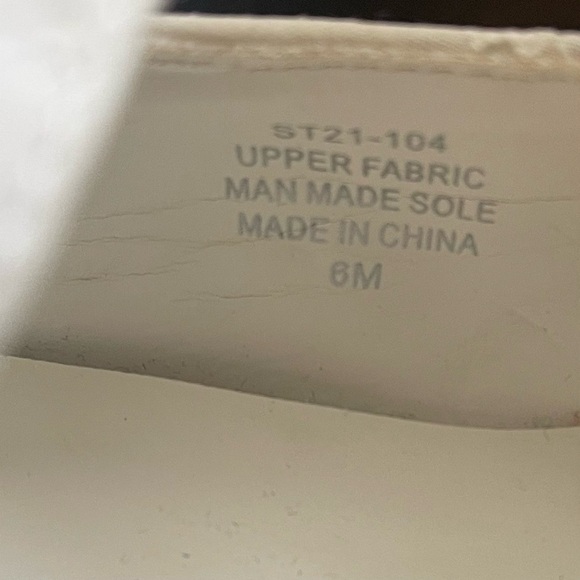 ST21-104
UPPER FABRIC
MAN MADE SOLE
MADE IN CHINA
6M